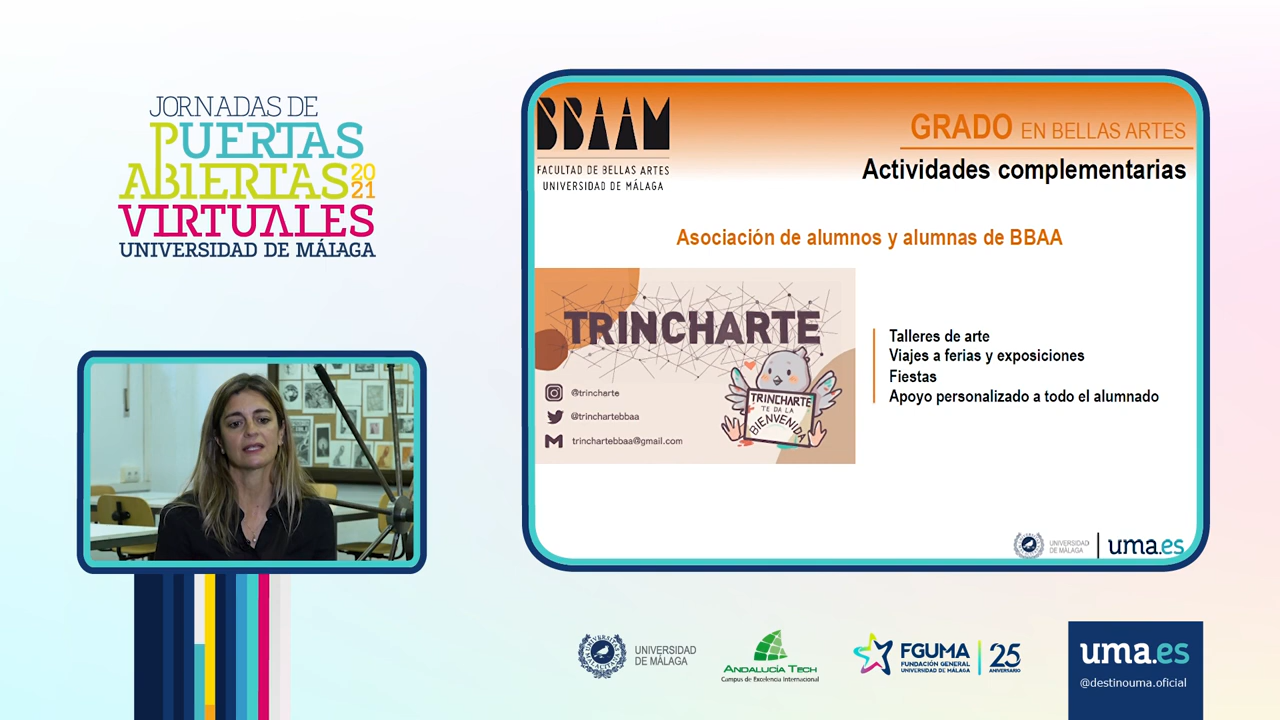 JORNADAS DE
PUERTAS
ABIERTAS 2021
VIRTUALES
UNIVERSIDAD DE MÁLAGA
BBAAM
FACULTAD DE BELLAS ARTES
UNIVERSIDAD DE MÁLAGA
GRADO EN BELLAS ARTES
Actividades complementarias
Asociación de alumnos y alumnas de BBAA
TRINCHARTE
@trincharte
@trinchartebbaa
trinchartebbaa@gmail.com
TRINCHARTE
TE DA LA
BIENVENIDA
Talleres de arte
Viajes a ferias y exposiciones
Fiestas
Apoyo personalizado a todo el alumnado
UNIVERSIDAD
DE MÁLAGA
uma.es
UNIVERSIDAD
DE MÁLAGA
ANDALUCÍA TECH
Campus de Excelencia Internacional
FGUMA
FUNDACIÓN GENERAL
UNIVERSIDAD DE MÁLAGA
25
ANIVERSARIO
uma.es
@destinouma.oficial